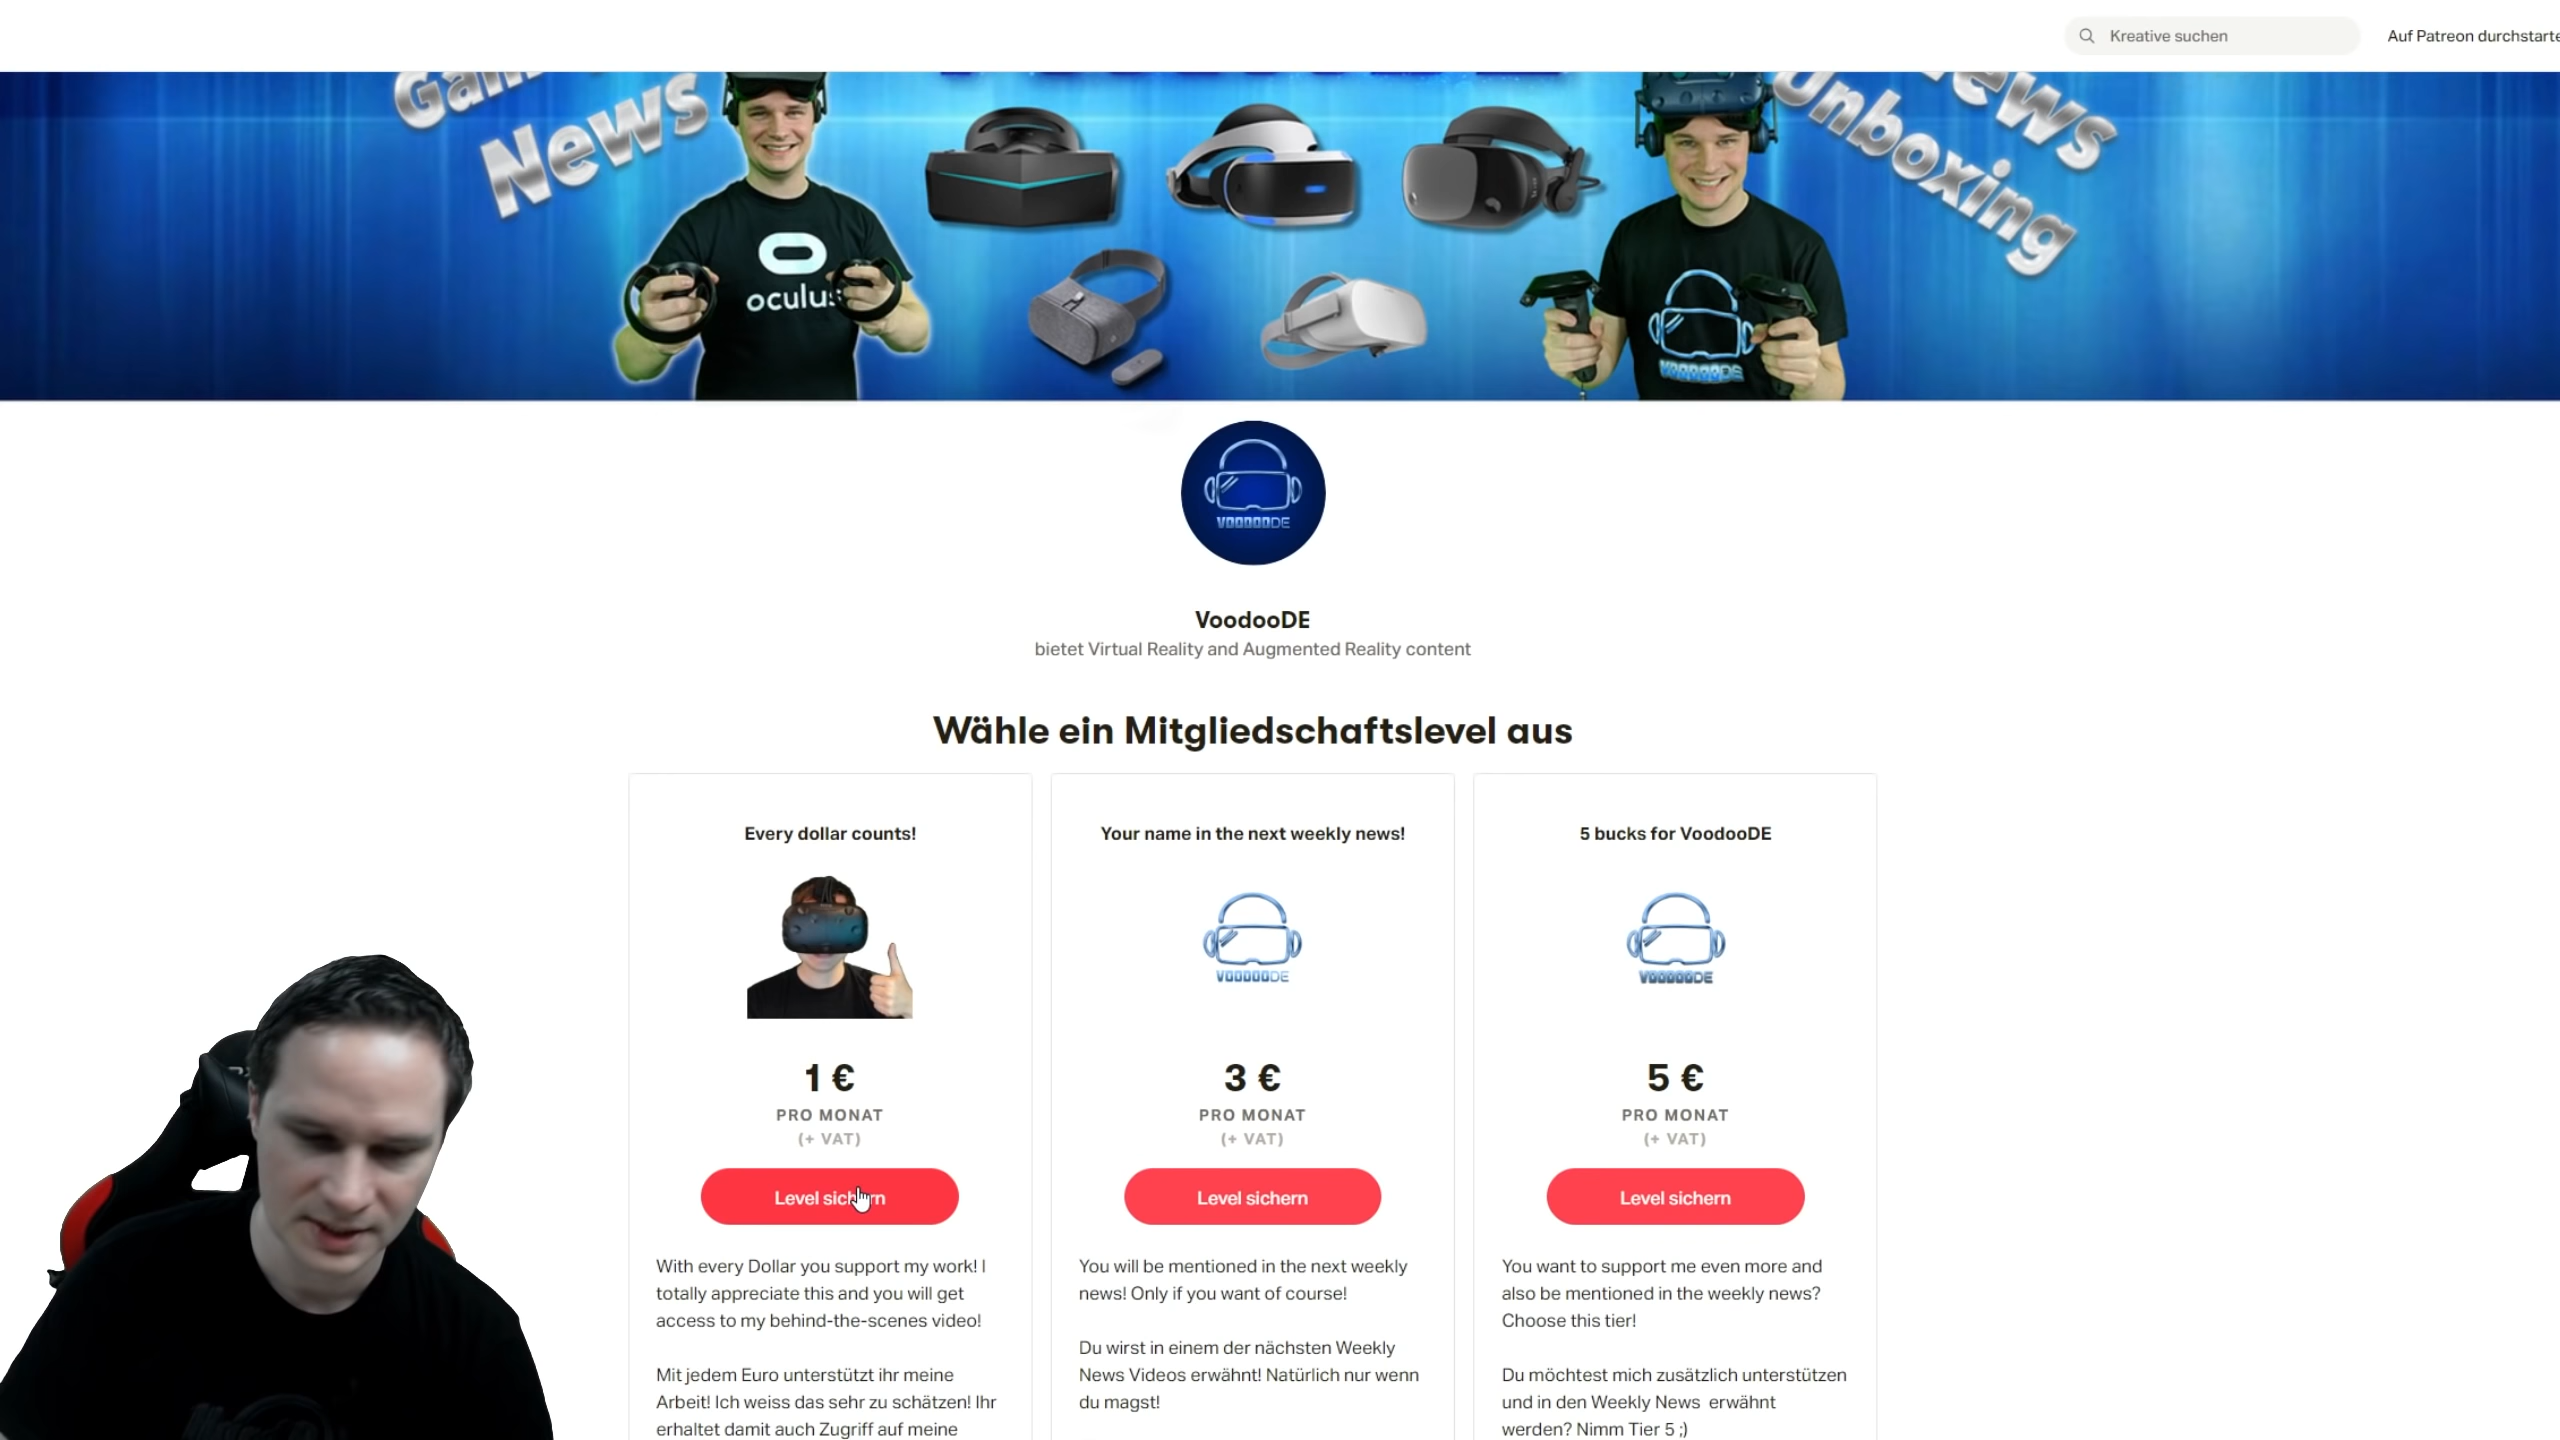 Kreative suchen
Auf Patreon durchstarte
News
oculus
VOODOODE
News
Unboxing
VOODOODE
VoodooDE
bietet Virtual Reality and Augmented Reality content
Wähle ein Mitgliedschaftslevel aus
Every dollar counts!
1 €
PRO MONAT
(+ VAT)
Level sichern
With every Dollar you support my work! I
totally appreciate this and you will get
access to my behind-the-scenes video!
Mit jedem Euro unterstützt ihr meine
Arbeit! Ich weiss das sehr zu schätzen! Ihr
erhaltet damit auch Zugriff auf meine
Your name in the next weekly news!
VOODOODE
3 €
PRO MONAT
(+ VAT)
Level sichern
You will be mentioned in the next weekly
news! Only if you want of course!
Du wirst in einem der nächsten Weekly
News Videos erwähnt! Natürlich nur wenn
du magst!
5 bucks for VoodooDE
VOODOODE
5 €
PRO MONAT
(+ VAT)
Level sichern
You want to support me even more and
also be mentioned in the weekly news?
Choose this tier!
Du möchtest mich zusätzlich unterstützen
und in den Weekly News erwähnt
werden? Nimm Tier 5 ;)